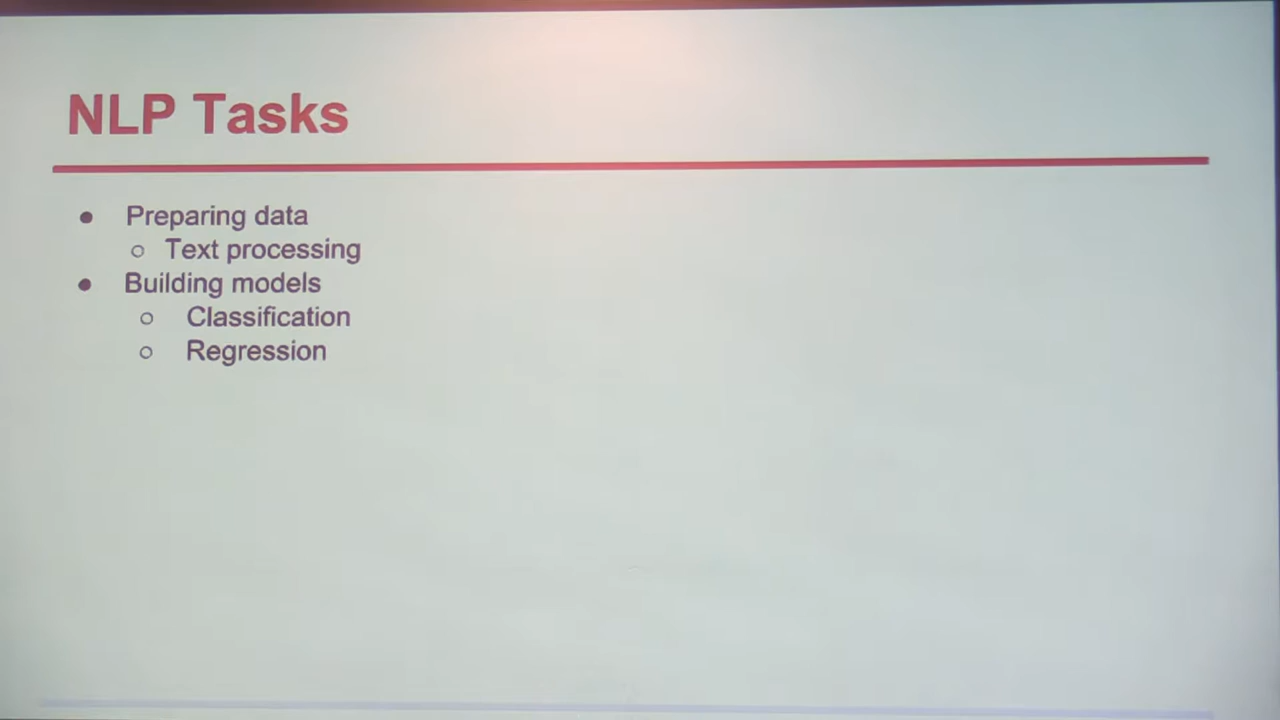 NLP Tasks
● Preparing data
○ Text processing
● Building models
○ Classification
○ Regression